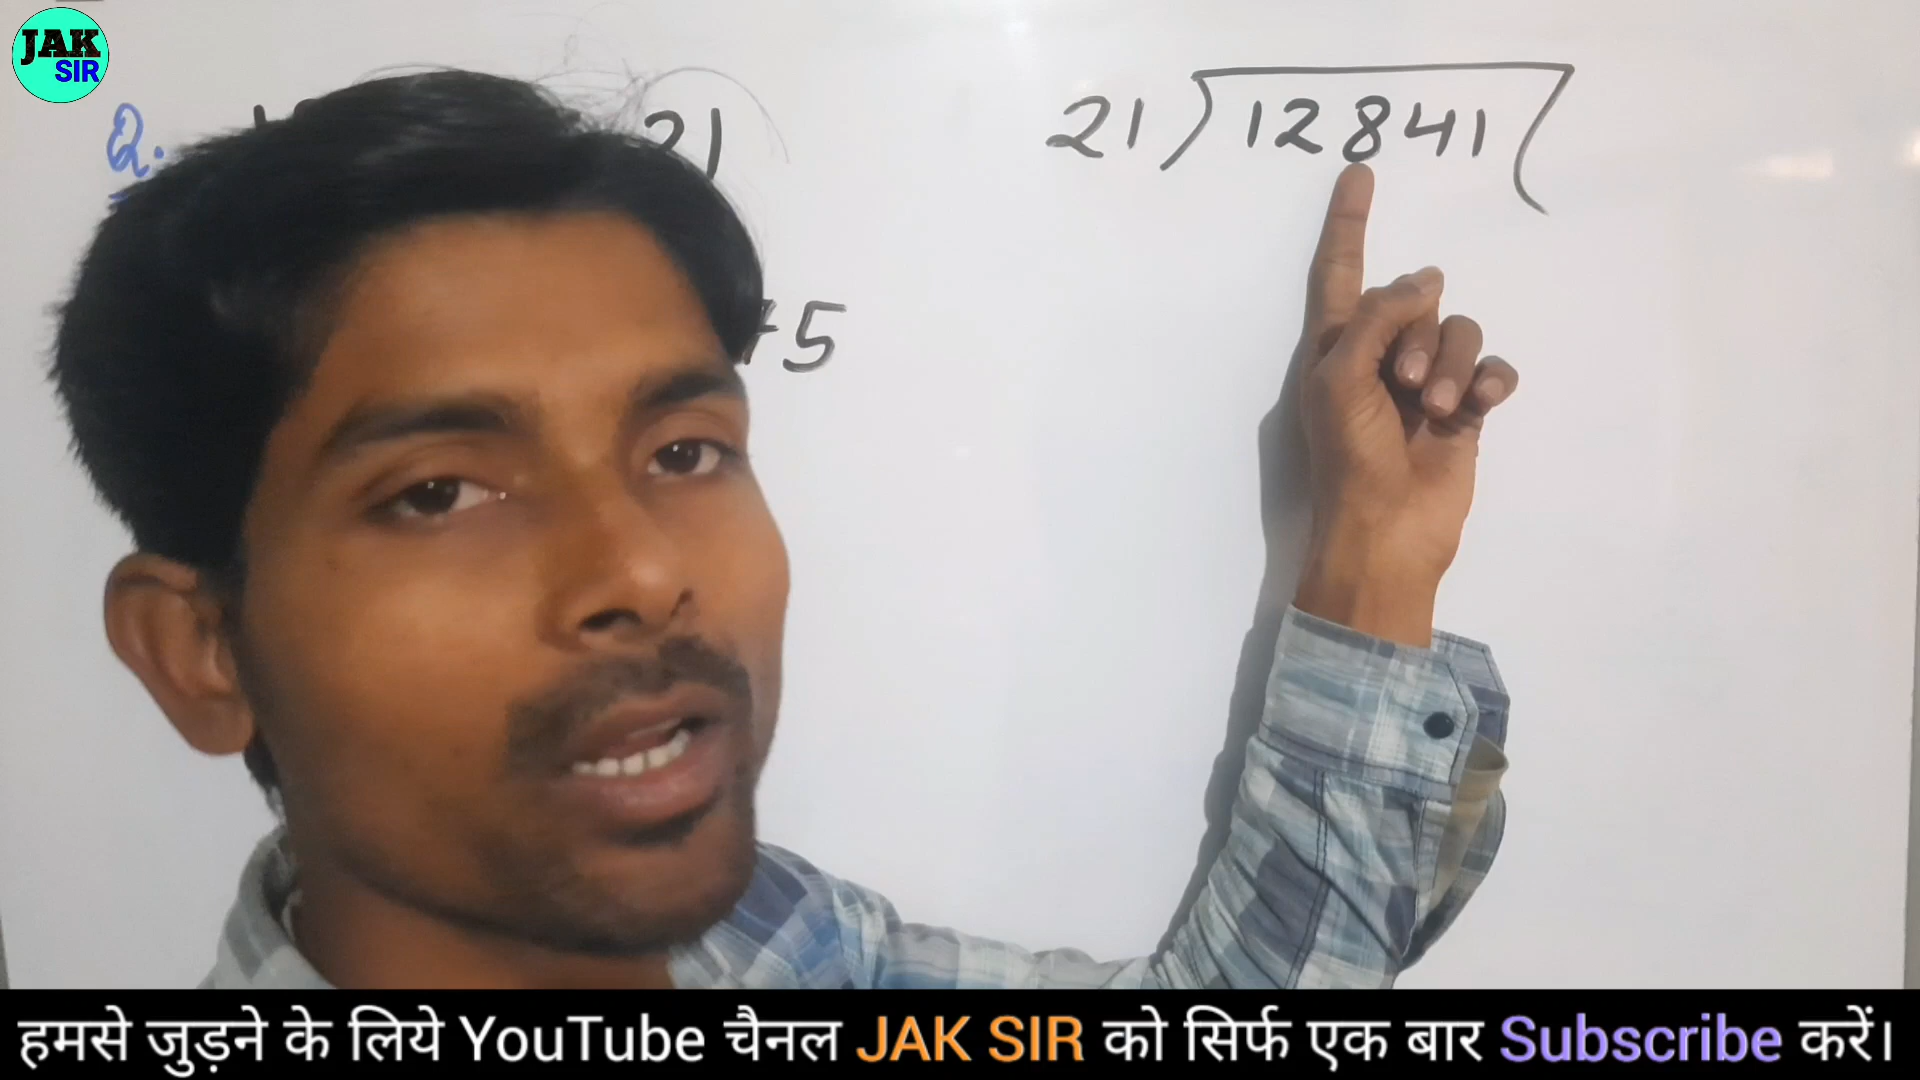 JAK
SIR
Q.
21
21)12841(
+5
हमसे जुड़ने के लिये YouTube चैनल JAK SIR को सिर्फ एक बार Subscribe करें।